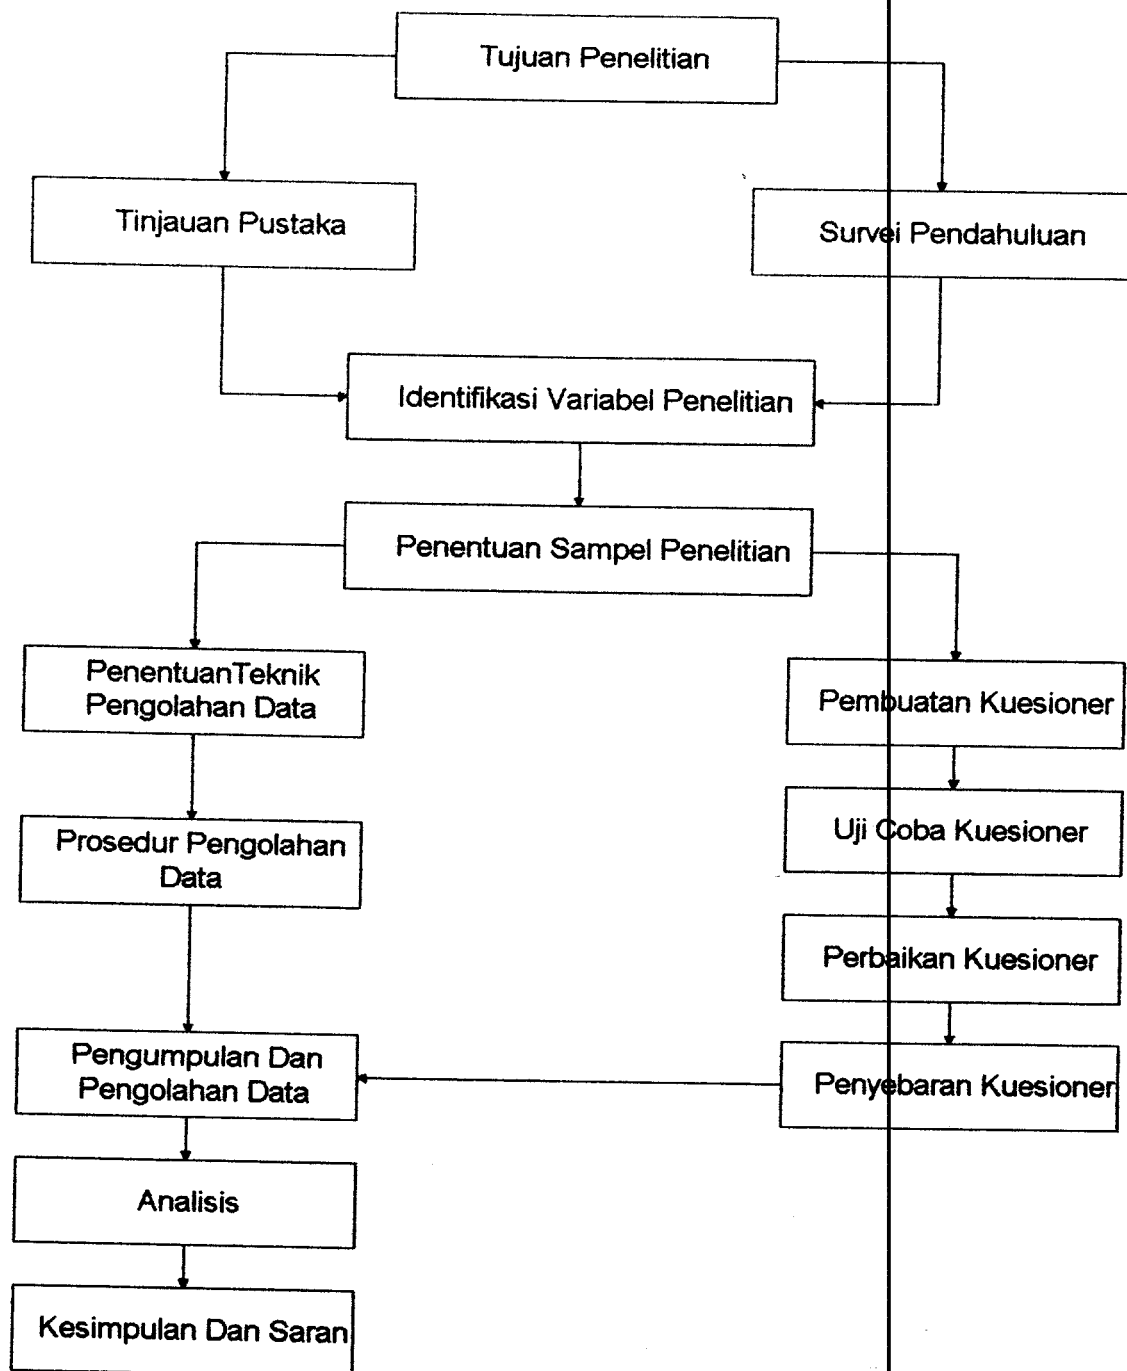 Tujuan Penelitian
Tinjauan Pustaka
Survei Pendahuluan
Identifikasi Variabel Penelitian
Penentuan Sampel Penelitian
PenentuanTeknik
Pengolahan Data
Pembuatan Kuesioner
Prosedur Pengolahan
Data
Uji Coba Kuesioner
Perbaikan Kuesioner
Pengumpulan Dan
Pengolahan Data
Penyebaran Kuesioner
Analisis
Kesimpulan Dan Saran